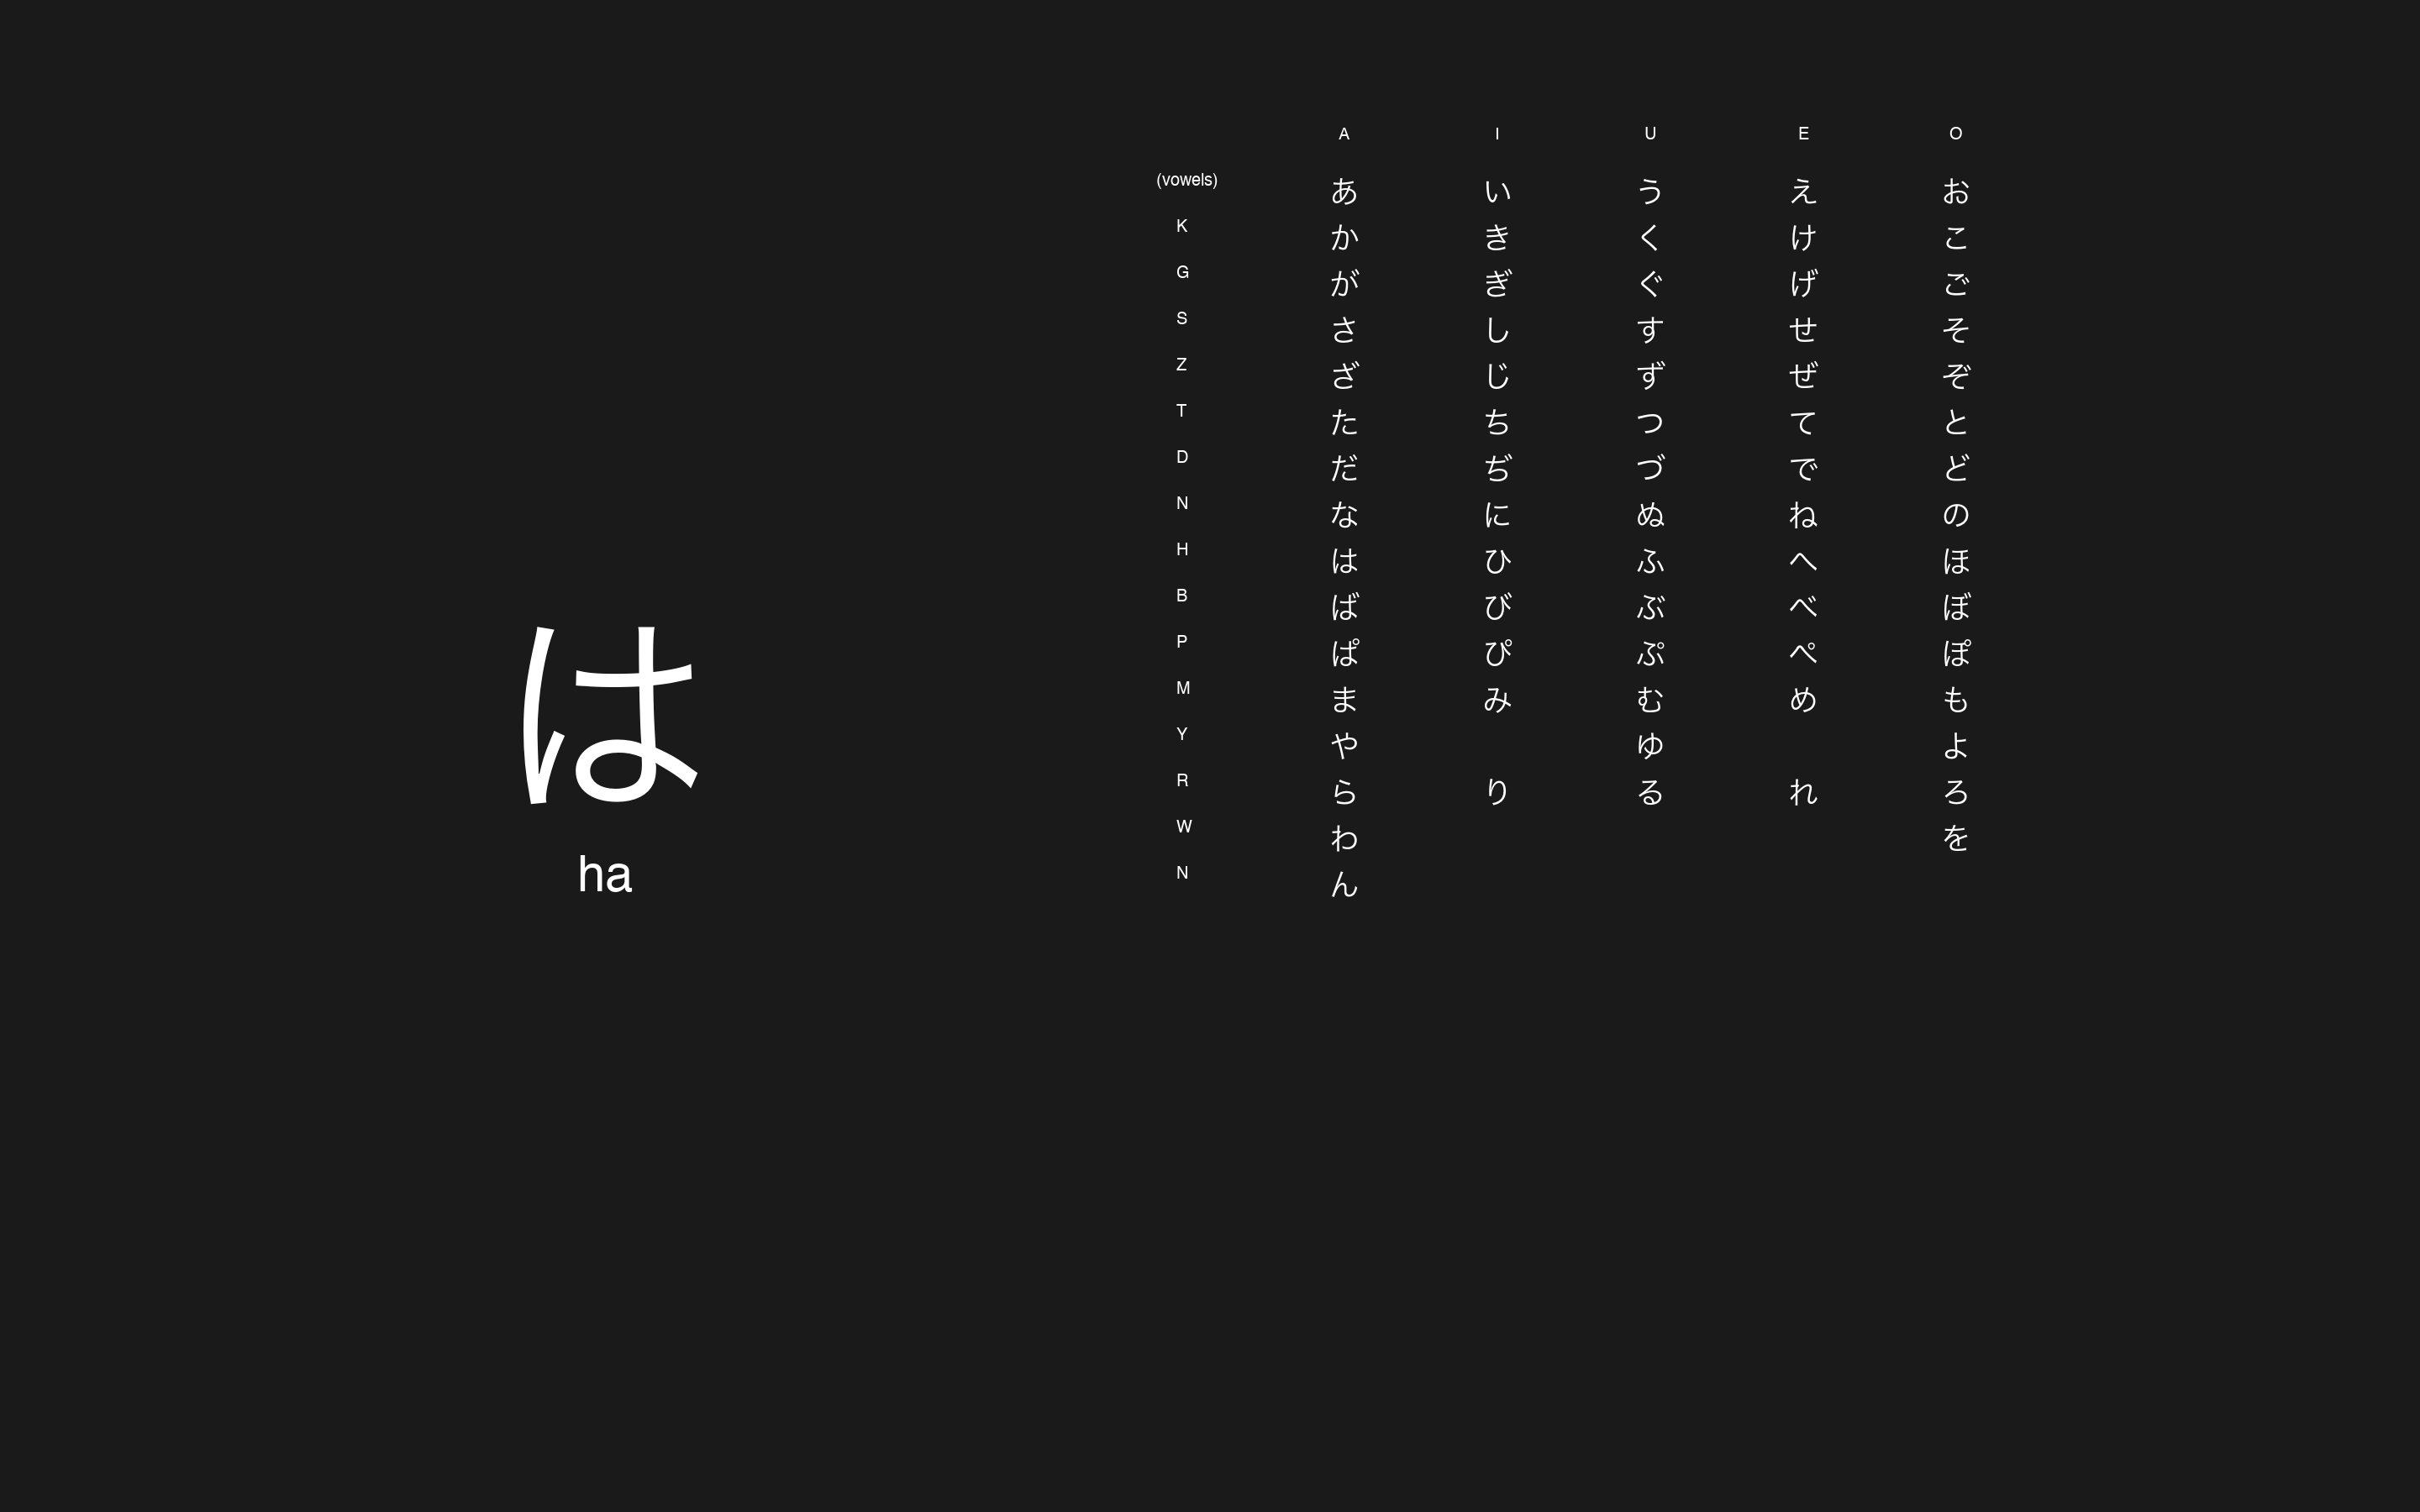 は
ha
A I U E O
(vowels) あ い う え お
K か き く け こ
G が ぎ ぐ げ ご
S さ し す せ そ
Z ざ じ ず ぜ ぞ
T た ち つ て と
D だ ぢ づ で ど
N な に ぬ ね の
H は ひ ふ へ ほ
B ば び ぶ べ ぼ
P ぱ ぴ ぷ ぺ ぽ
M ま み む め も
Y や ゆ よ
R ら り る れ ろ
W わ を
N ん